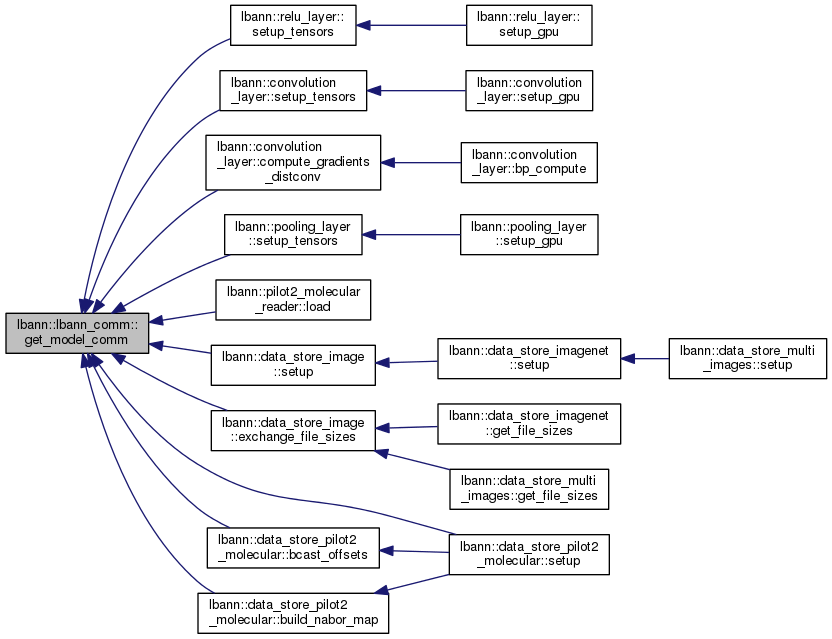 lbann::relu_layer::
setup_tensors
lbann::relu_layer::
setup_gpu
lbann::convolution
_layer::setup_tensors
lbann::convolution
_layer::setup_gpu
lbann::convolution
_layer::compute_gradients
_distconv
lbann::convolution
_layer::bp_compute
lbann::pooling_layer
::setup_tensors
lbann::pooling_layer
::setup_gpu
lbann::pilot2_molecular
_reader::load
lbann::lbann_comm::
get_model_comm
lbann::data_store_image
::setup
lbann::data_store_imagenet
::setup
lbann::data_store_multi
_images::setup
lbann::data_store_image
::exchange_file_sizes
lbann::data_store_imagenet
::get_file_sizes
lbann::data_store_multi
_images::get_file_sizes
lbann::data_store_pilot2
_molecular::bcast_offsets
lbann::data_store_pilot2
_molecular::setup
lbann::data_store_pilot2
_molecular::build_nabor_map